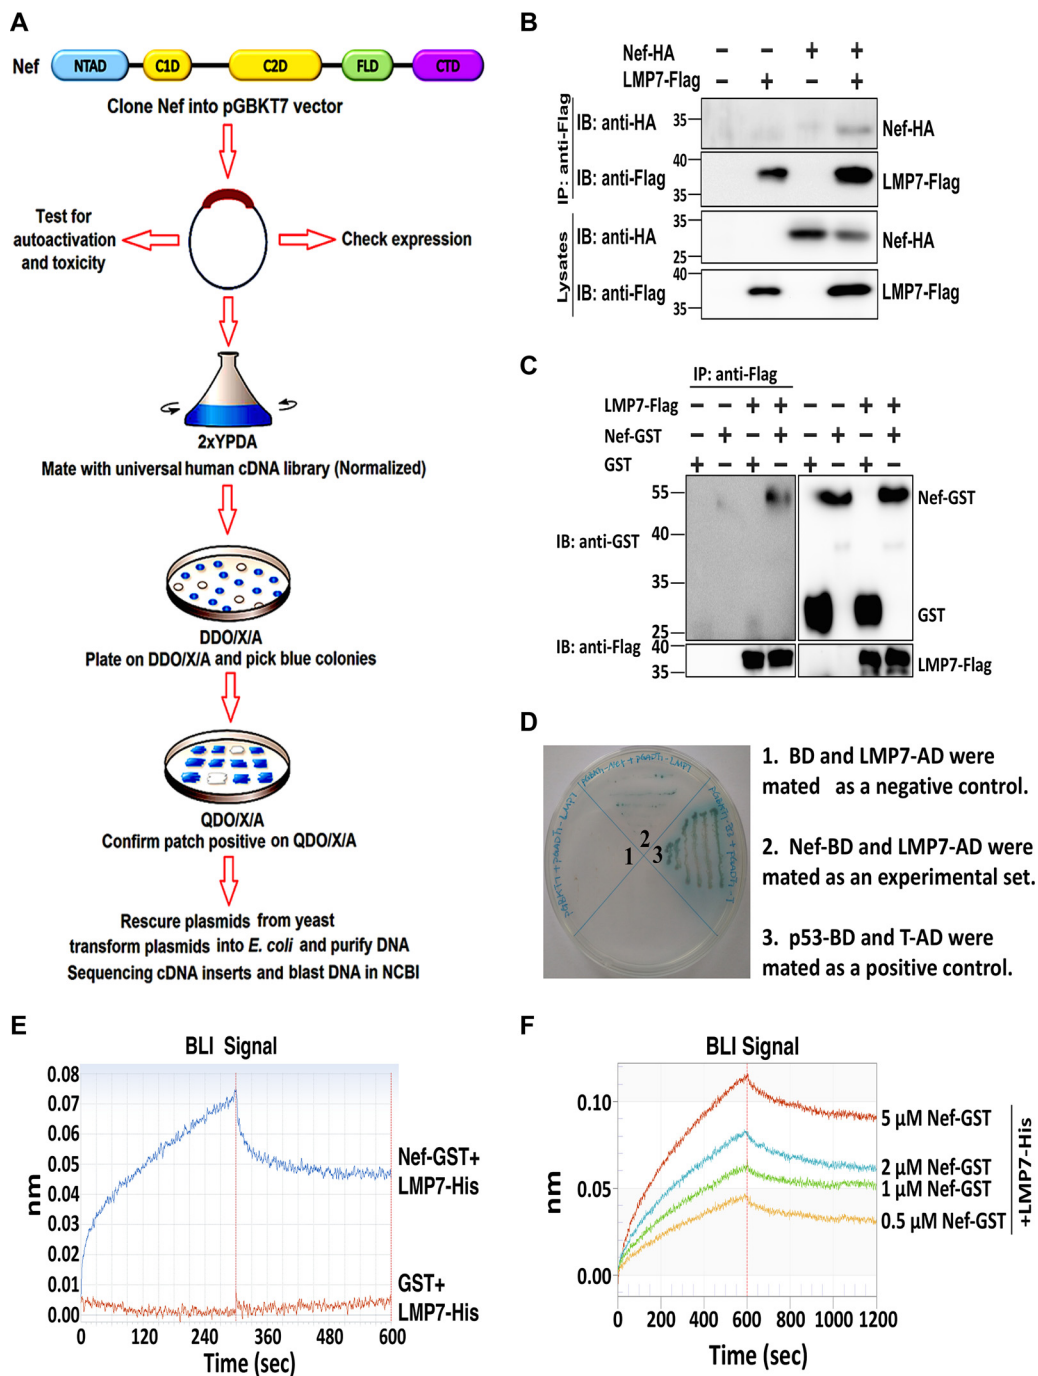 A
Nef NTAD C1D C2D FLD CTD
Clone Nef into pGBKT7 vector
Test for
autoactivation
and toxicity
Check expression
2xYPDA
Mate with universal human cDNA library (Normalized)
DDO/X/A
Plate on DDO/X/A and pick blue colonies
QDO/X/A
Confirm patch positive on QDO/X/A
Rescure plasmids from yeast
transform plasmids into E. coli and purify DNA
Sequencing cDNA inserts and blast DNA in NCBI
B
Nef-HA − − + +
LMP7-Flag − + − +
IP: anti-Flag
IB: anti-HA 35 Nef-HA
40
IB: anti-Flag LMP7-Flag
35
Lysates
35
IB: anti-HA Nef-HA
25
40
IB: anti-Flag LMP7-Flag
35
C
IP: anti-Flag
LMP7-Flag − − + + − − + +
Nef-GST − + − + − + − +
GST + − + − + − + −
55 Nef-GST
40
IB: anti-GST
35
GST
25
IB: anti-Flag 40
LMP7-Flag
35
D
1 2 3
1. BD and LMP7-AD were
mated as a negative control.
2. Nef-BD and LMP7-AD were
mated as an experimental set.
3. p53-BD and T-AD were
mated as a positive control.
E
BLI Signal
nm
0.08
0.07
0.06
0.05
0.04
0.03
0.02
0.01
0.00
Nef-GST+
LMP7-His
GST+
LMP7-His
0 120 240 360 480 600
Time (sec)
F
BLI Signal
nm
0.10
0.05
0.00
5 µM Nef-GST
2 µM Nef-GST
1 µM Nef-GST
0.5 µM Nef-GST
+LMP7-His
0 200 400 600 800 1000 1200
Time (sec)